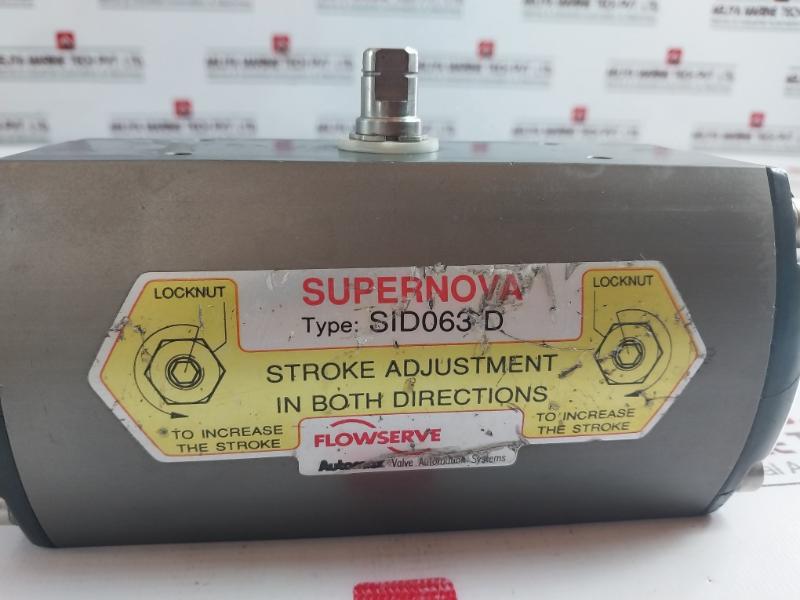 LOCKNUT
SUPERNOVA
LOCKNUT
Type: SID063 D
STROKE ADJUSTMENT
IN BOTH DIRECTIONS
TO INCREASE
THE STROKE
TO INCREASE
THE STROKE
FLOWSERVE
Automax Valve Automation Systems